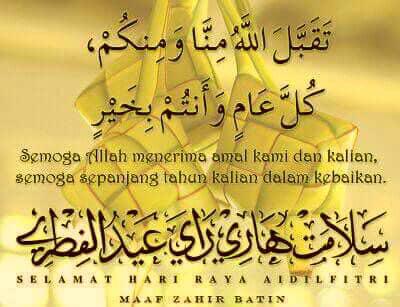 تَقَبَّلَ اللَّهُ مِنَّا وَمِنكُمْ،
كُلَّ عَامٍ وَأَنتُمْ بِخَيْرٍ
Semoga Allah menerima amal kami dan kalian,
semoga sepanjang tahun kalian dalam kebaikan.
سلامت هاري راي عيد الفطري
SELAMAT HARI RAYA AIDILFITRI
MAAF ZAHIR BATIN